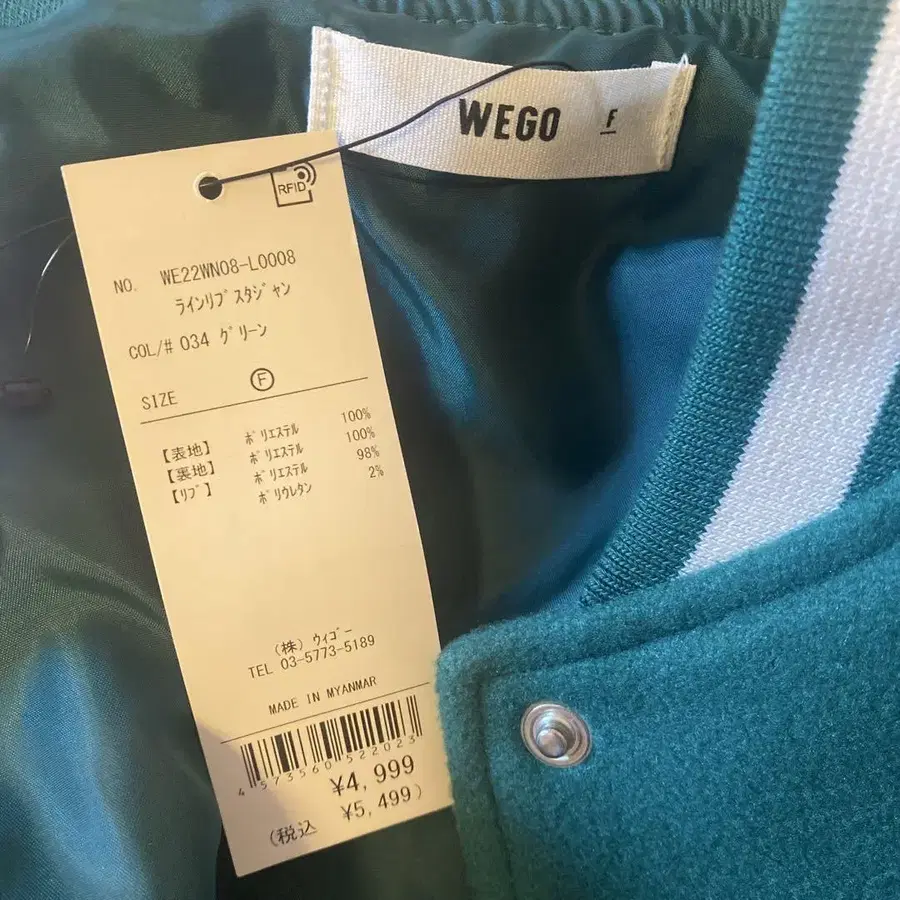 WEGO F
RFID
NO. WE22WN08-L0008
ﾗｲﾝﾘﾌﾞｽﾀｼﾞｬﾝ
COL/# 034 ｸﾞﾘｰﾝ
SIZE Ⓕ
【表地】 ﾎﾟﾘｴｽﾃﾙ 100%
【裏地】 ﾎﾟﾘｴｽﾃﾙ 100%
【ﾘﾌﾞ】 ﾎﾟﾘｴｽﾃﾙ 98%
ﾎﾟﾘｳﾚﾀﾝ 2%
(株) ｳｨｺﾞｰ
TEL 03-5773-5189
MADE IN MYANMAR
4573560522023
¥4,999
(税込 ¥5,499)